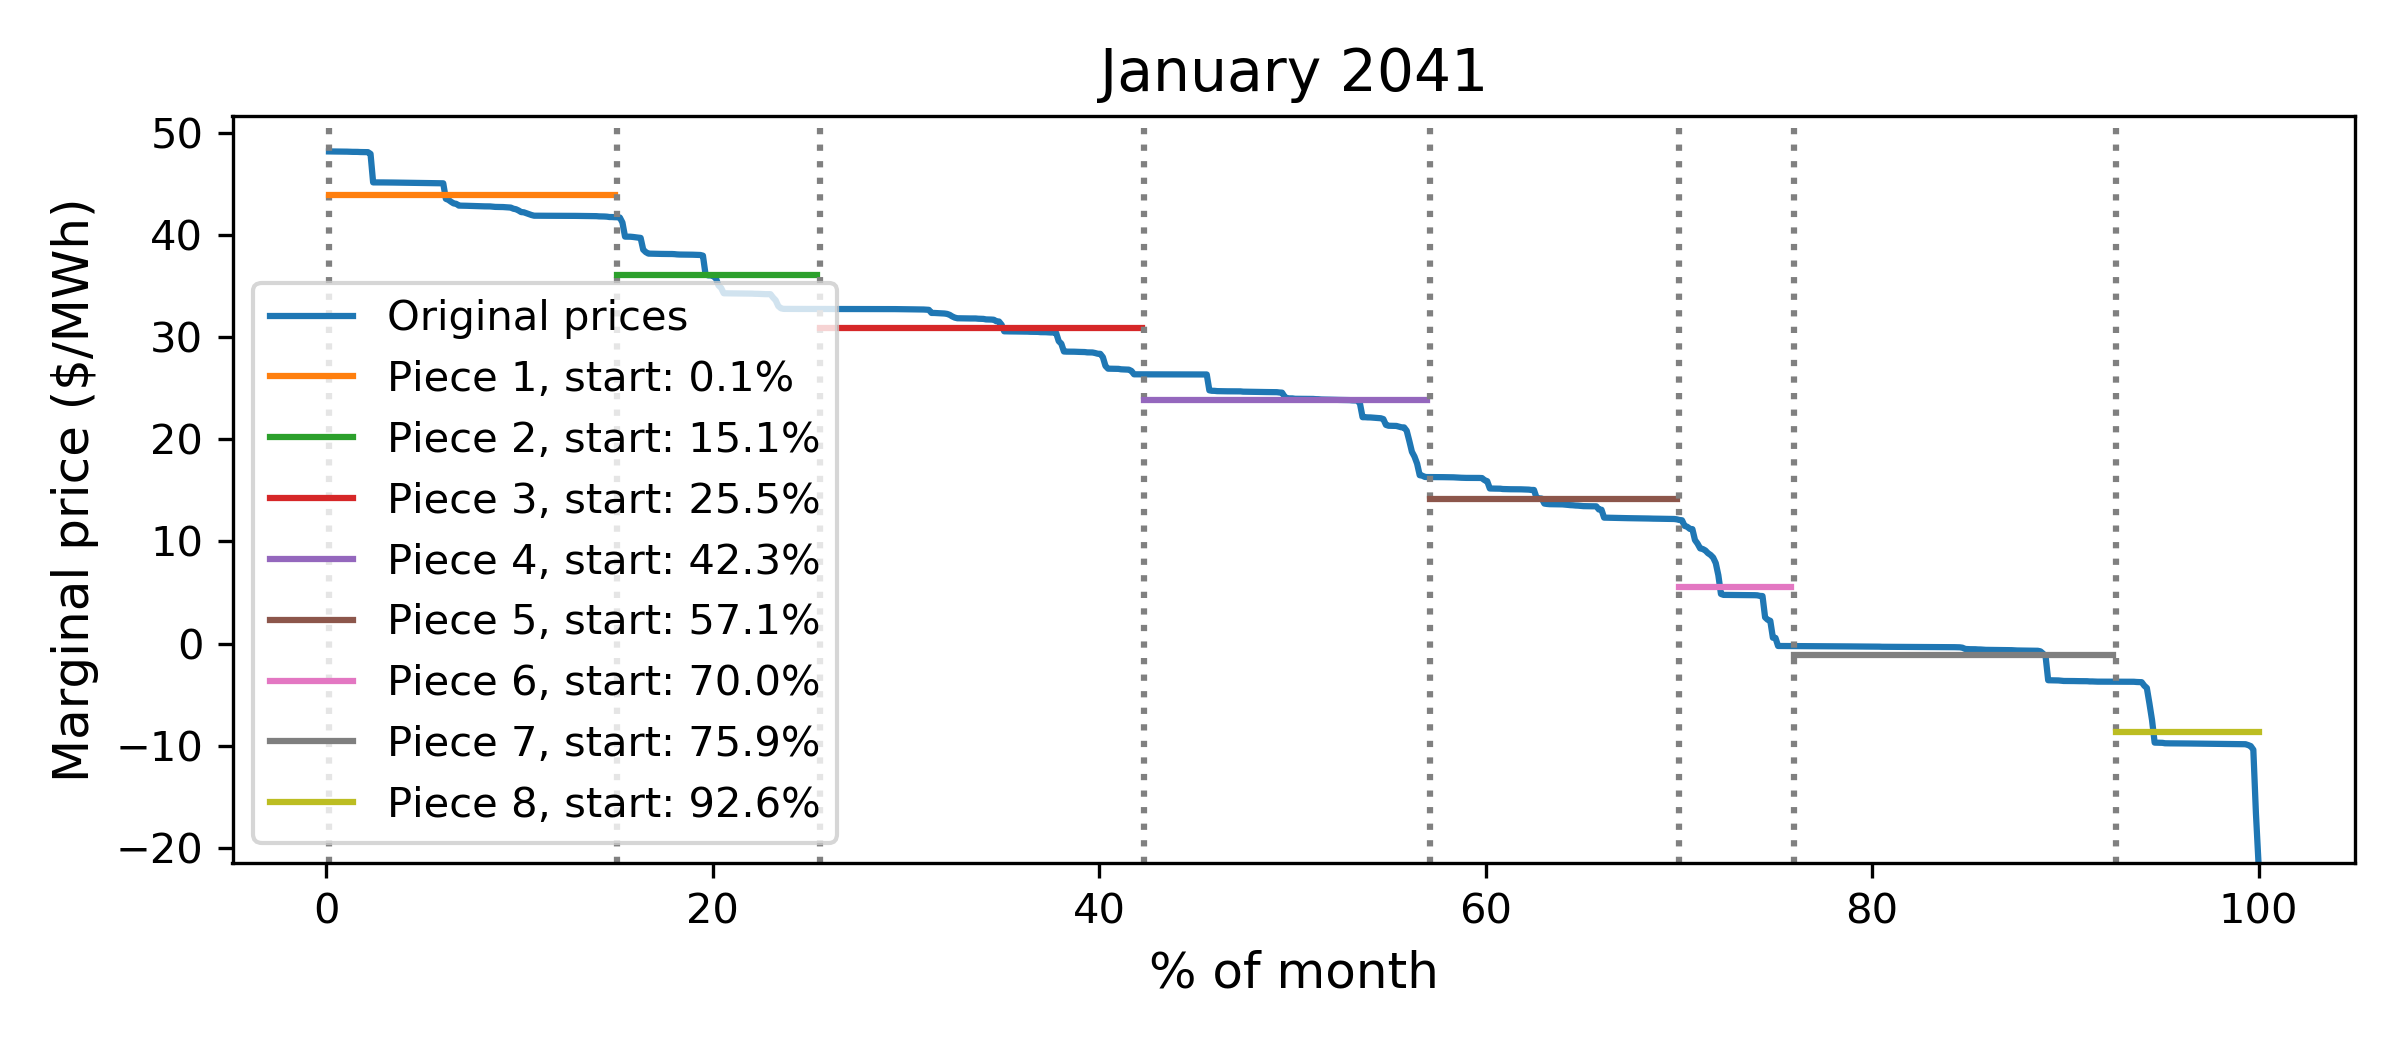 January 2041
Marginal price ($/MWh)
50
40
30
20
10
0
−10
−20
Original prices
Piece 1, start: 0.1%
Piece 2, start: 15.1%
Piece 3, start: 25.5%
Piece 4, start: 42.3%
Piece 5, start: 57.1%
Piece 6, start: 70.0%
Piece 7, start: 75.9%
Piece 8, start: 92.6%
0 20 40 60 80 100
% of month